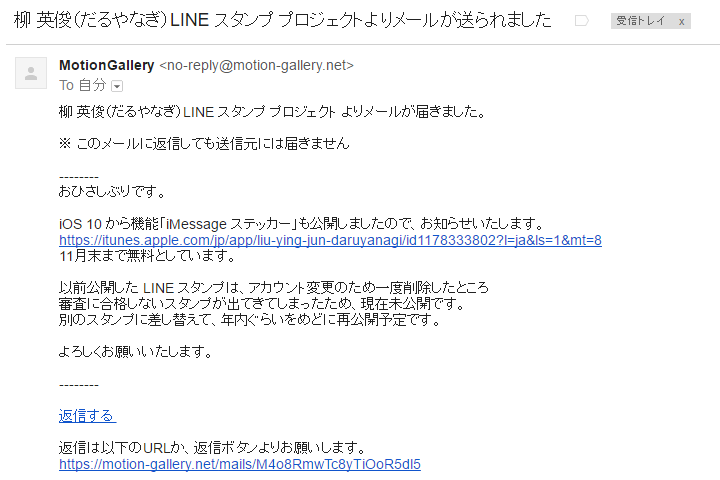 柳 英俊（だるやなぎ）LINE スタンプ プロジェクトよりメールが送られました
受信トレイ x
MotionGallery <no-reply@motion-gallery.net>
To 自分
柳 英俊（だるやなぎ）LINE スタンプ プロジェクト よりメールが届きました。
※ このメールに返信しても送信元には届きません
--------
おひさしぶりです。
iOS 10 から機能「iMessage ステッカー」も公開しましたので、お知らせいたします。
https://itunes.apple.com/jp/app/liu-ying-jun-daruyanagi/id1178333802?l=ja&ls=1&mt=8
11月末まで無料としています。
以前公開した LINE スタンプは、アカウント変更のため一度削除したところ
審査に合格しないスタンプが出てきてしまったため、現在未公開です。
別のスタンプに差し替えて、年内ぐらいをめどに再公開予定です。
よろしくお願いいたします。
--------
返信する
返信は以下のURLか、返信ボタンよりお願いします。
https://motion-gallery.net/mails/M4o8RmwTc8yTiOoR5dI5